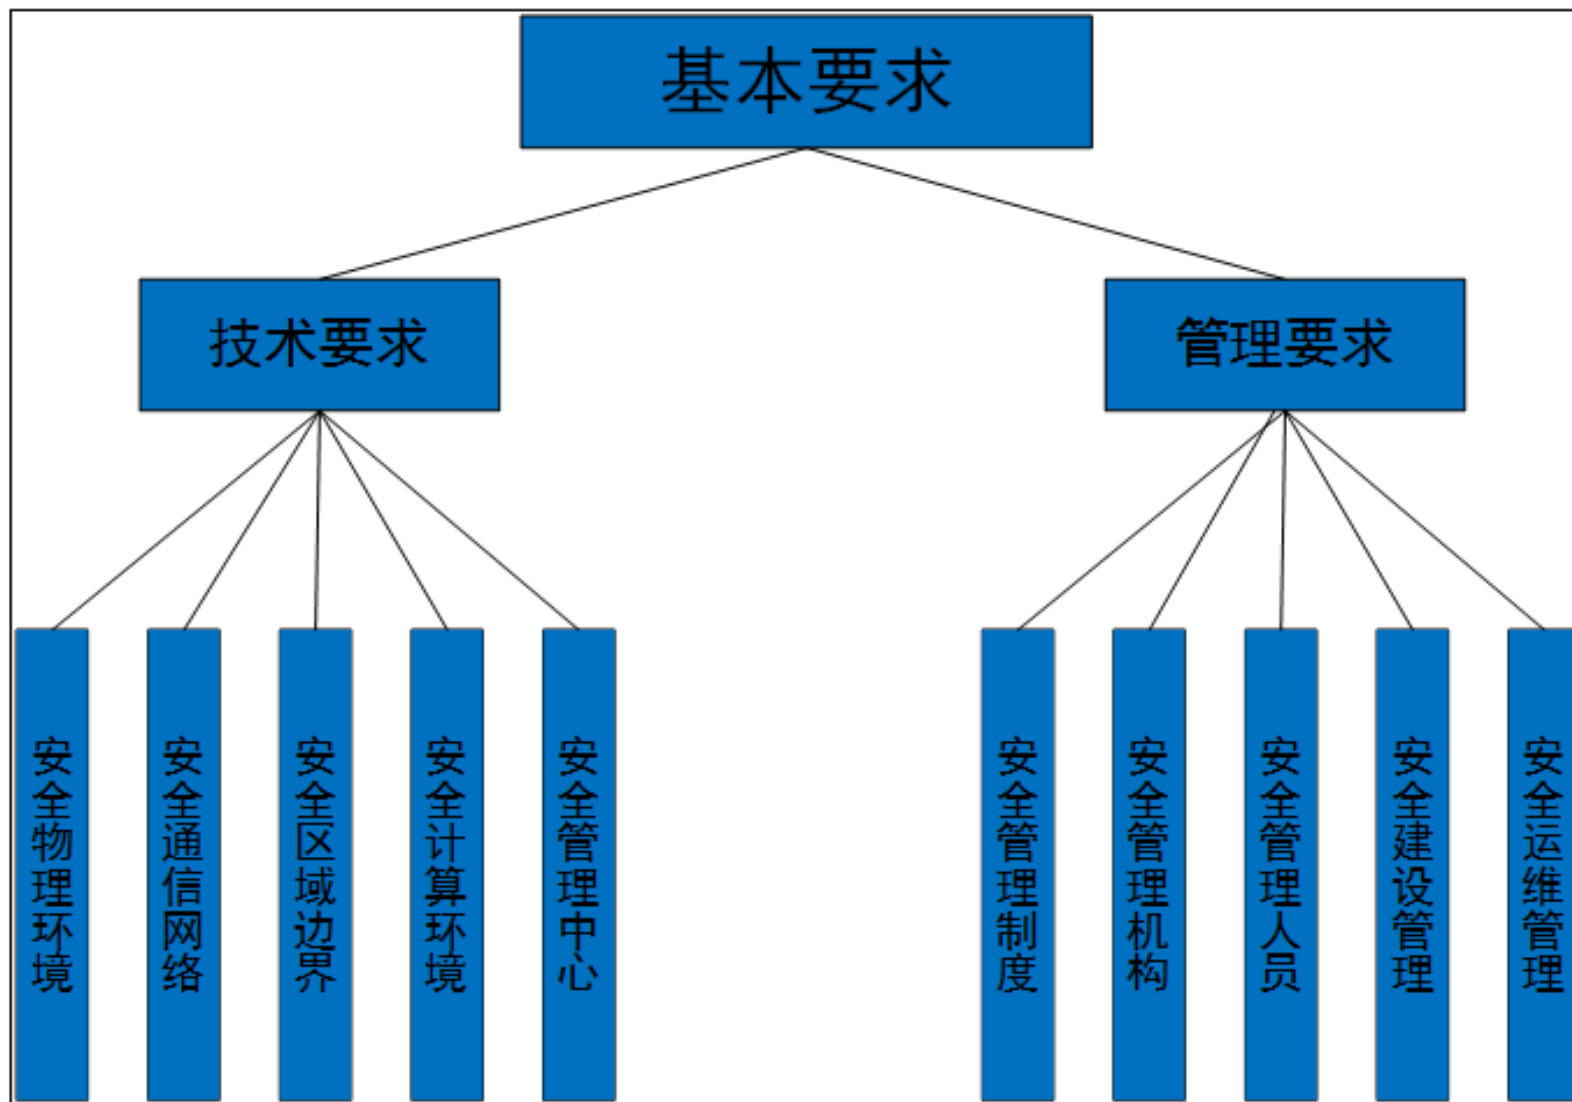 基本要求
技术要求
管理要求
安全物理环境
安全通信网络
安全区域边界
安全计算环境
安全管理中心
安全管理制度
安全管理机构
安全管理人员
安全建设管理
安全运维管理